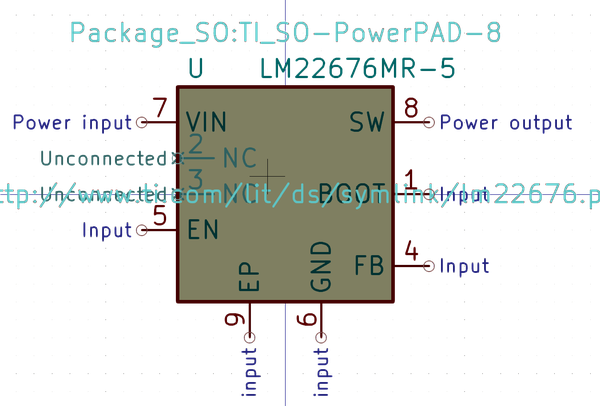 Package_SO:TI_SO-PowerPAD-8
U LM22676MR-5
7 8
Power input VIN SW Power output
2
Unconnected NC
3 1
Unconnected NC BOOT Input
ttp://www.ti.com/lit/ds/symlink/lm22676.p
5
Input EN
4
FB Input
EP GND
9 6
input input